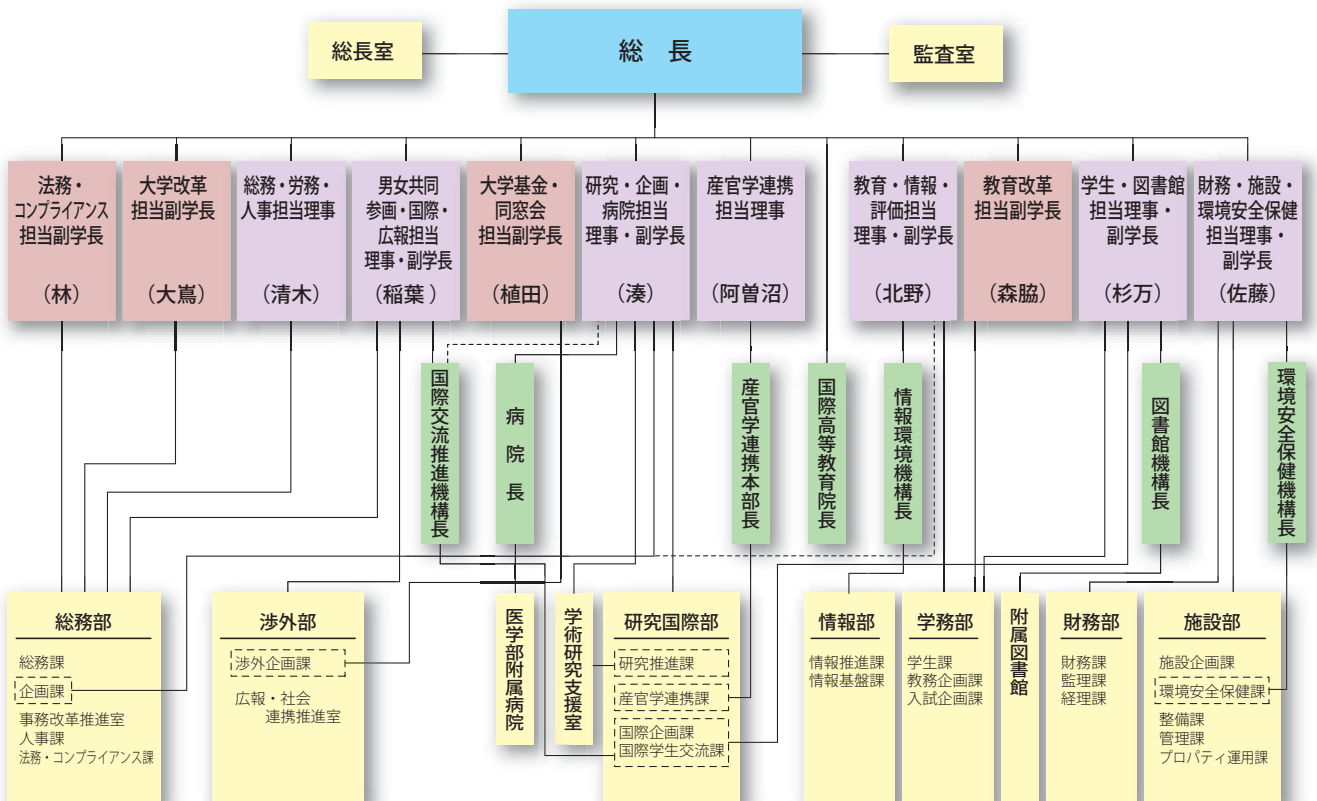 総長室
総 長
監査室
法務・
コンプライアンス
担当副学長
(林)
大学改革
担当副学長
(大嶌)
総務・労務・
人事担当理事
(清木)
男女共同
参画・国際・
広報担当
理事・副学長
(稲葉)
大学基金・
同窓会
担当副学長
(植田)
研究・企画・
病院担当
理事・副学長
(湊)
産官学連携
担当理事
(阿曽沼)
教育・情報・
評価担当
理事・副学長
(北野)
教育改革
担当副学長
(森脇)
学生・図書館
担当理事・
副学長
(杉万)
財務・施設・
環境安全保健
担当理事・
副学長
(佐藤)
国際交流推進機構長
病院長
産官学連携本部長
国際高等教育院長
情報環境機構長
図書館機構長
環境安全保健機構長
総務部
総務課
企画課
事務改革推進室
人事課
法務・コンプライアンス課
渉外部
渉外企画課
広報・社会
連携推進室
医学部附属病院
学術研究支援室
研究国際部
研究推進課
産官学連携課
国際企画課
国際学生交流課
情報部
情報推進課
情報基盤課
学務部
学生課
教務企画課
入試企画課
附属図書館
財務部
財務課
監理課
経理課
施設部
施設企画課
環境安全保健課
整備課
管理課
プロパティ運用課